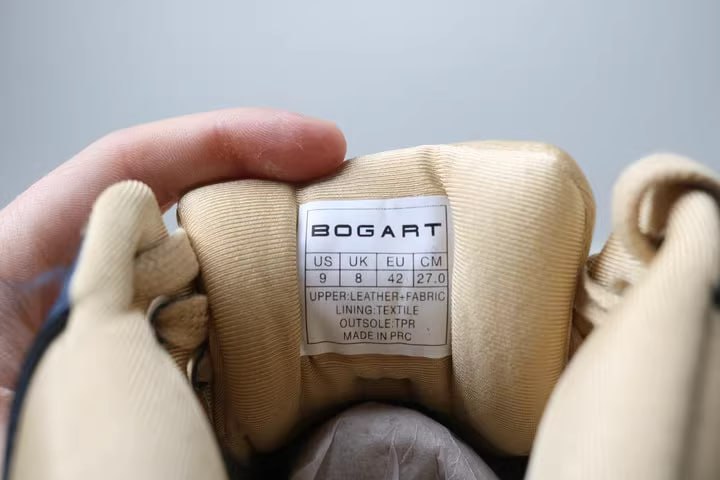 BOGART
US UK EU CM
9 8 42 27.0
UPPER:LEATHER+FABRIC
LINING:TEXTILE
OUTSOLE:TPR
MADE IN PRC